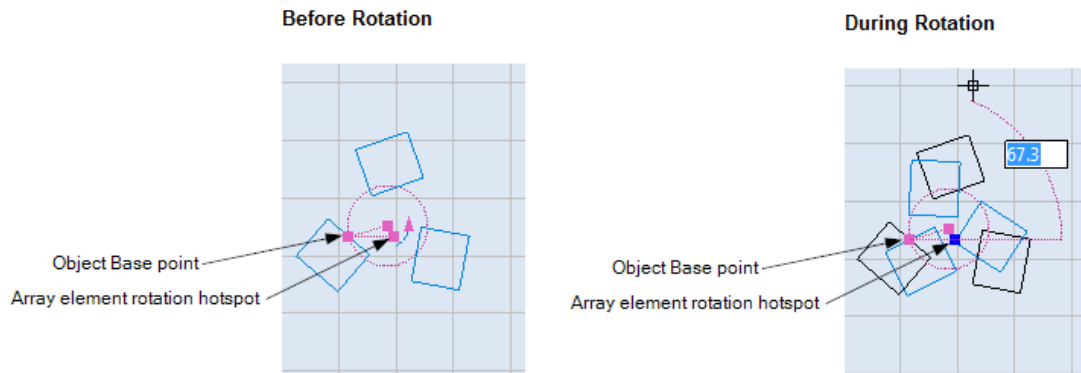 Before Rotation
During Rotation
67.3
Object Base point
Array element rotation hotspot
Object Base point
Array element rotation hotspot